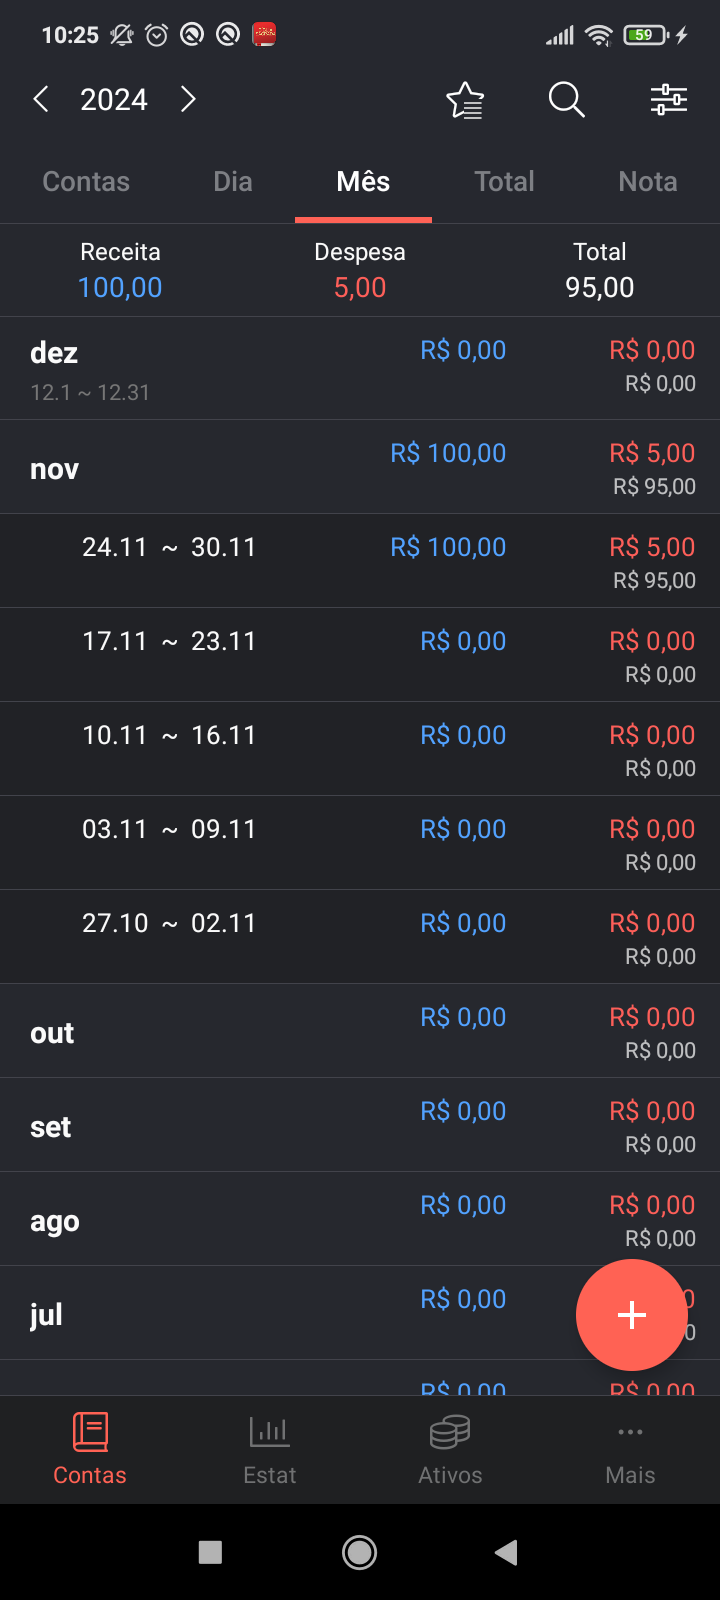 10:25 59
2024
Contas Dia Mês Total Nota
Receita Despesa Total
100,00 5,00 95,00
dez R$ 0,00 R$ 0,00
12.1 ~ 12.31 R$ 0,00
nov R$ 100,00 R$ 5,00
R$ 95,00
24.11 ~ 30.11 R$ 100,00 R$ 5,00
R$ 95,00
17.11 ~ 23.11 R$ 0,00 R$ 0,00
R$ 0,00
10.11 ~ 16.11 R$ 0,00 R$ 0,00
R$ 0,00
03.11 ~ 09.11 R$ 0,00 R$ 0,00
R$ 0,00
27.10 ~ 02.11 R$ 0,00 R$ 0,00
R$ 0,00
out R$ 0,00 R$ 0,00
R$ 0,00
set R$ 0,00 R$ 0,00
R$ 0,00
ago R$ 0,00 R$ 0,00
R$ 0,00
jul R$ 0,00 0
0
R$ 0,00 R$ 0,00
Contas Estat Ativos Mais